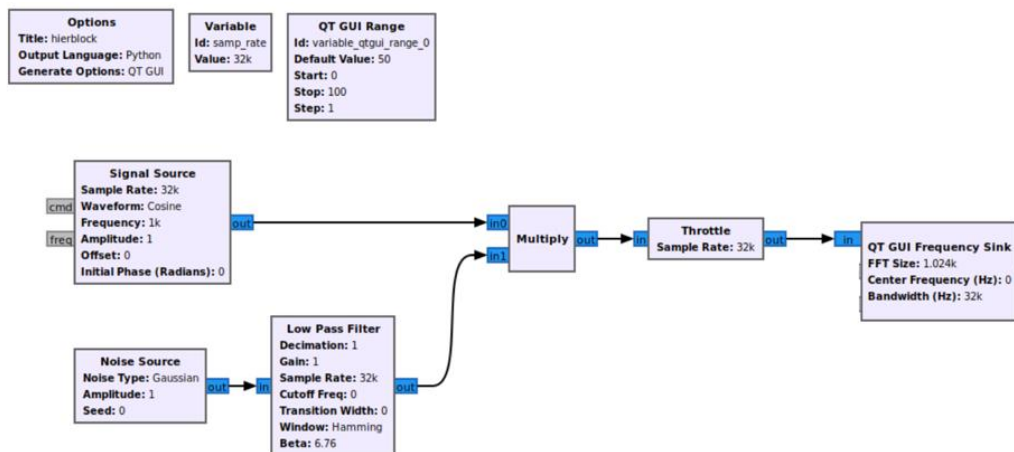 Options
Title: hierblock
Output Language: Python
Generate Options: QT GUI
Variable
Id: samp_rate
Value: 32k
QT GUI Range
Id: variable_qtgui_range_0
Default Value: 50
Start: 0
Stop: 100
Step: 1
Signal Source
Sample Rate: 32k
Waveform: Cosine
Frequency: 1k
Amplitude: 1
Offset: 0
Initial Phase (Radians): 0
cmd
freq
out
in0
in1
Multiply
out
in
Throttle
Sample Rate: 32k
out
in
QT GUI Frequency Sink
FFT Size: 1.024k
Center Frequency (Hz): 0
Bandwidth (Hz): 32k
Noise Source
Noise Type: Gaussian
Amplitude: 1
Seed: 0
out
in
Low Pass Filter
Decimation: 1
Gain: 1
Sample Rate: 32k
Cutoff Freq: 0
Transition Width: 0
Window: Hamming
Beta: 6.76
out